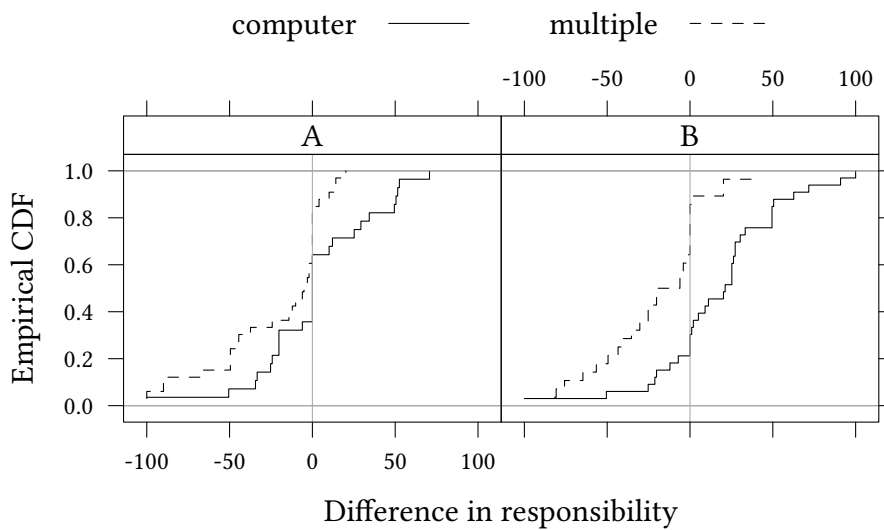 computer multiple
-100 -50 0 50 100
A B
Empirical CDF
1.0
0.8
0.6
0.4
0.2
0.0
-100 -50 0 50 100
Difference in responsibility